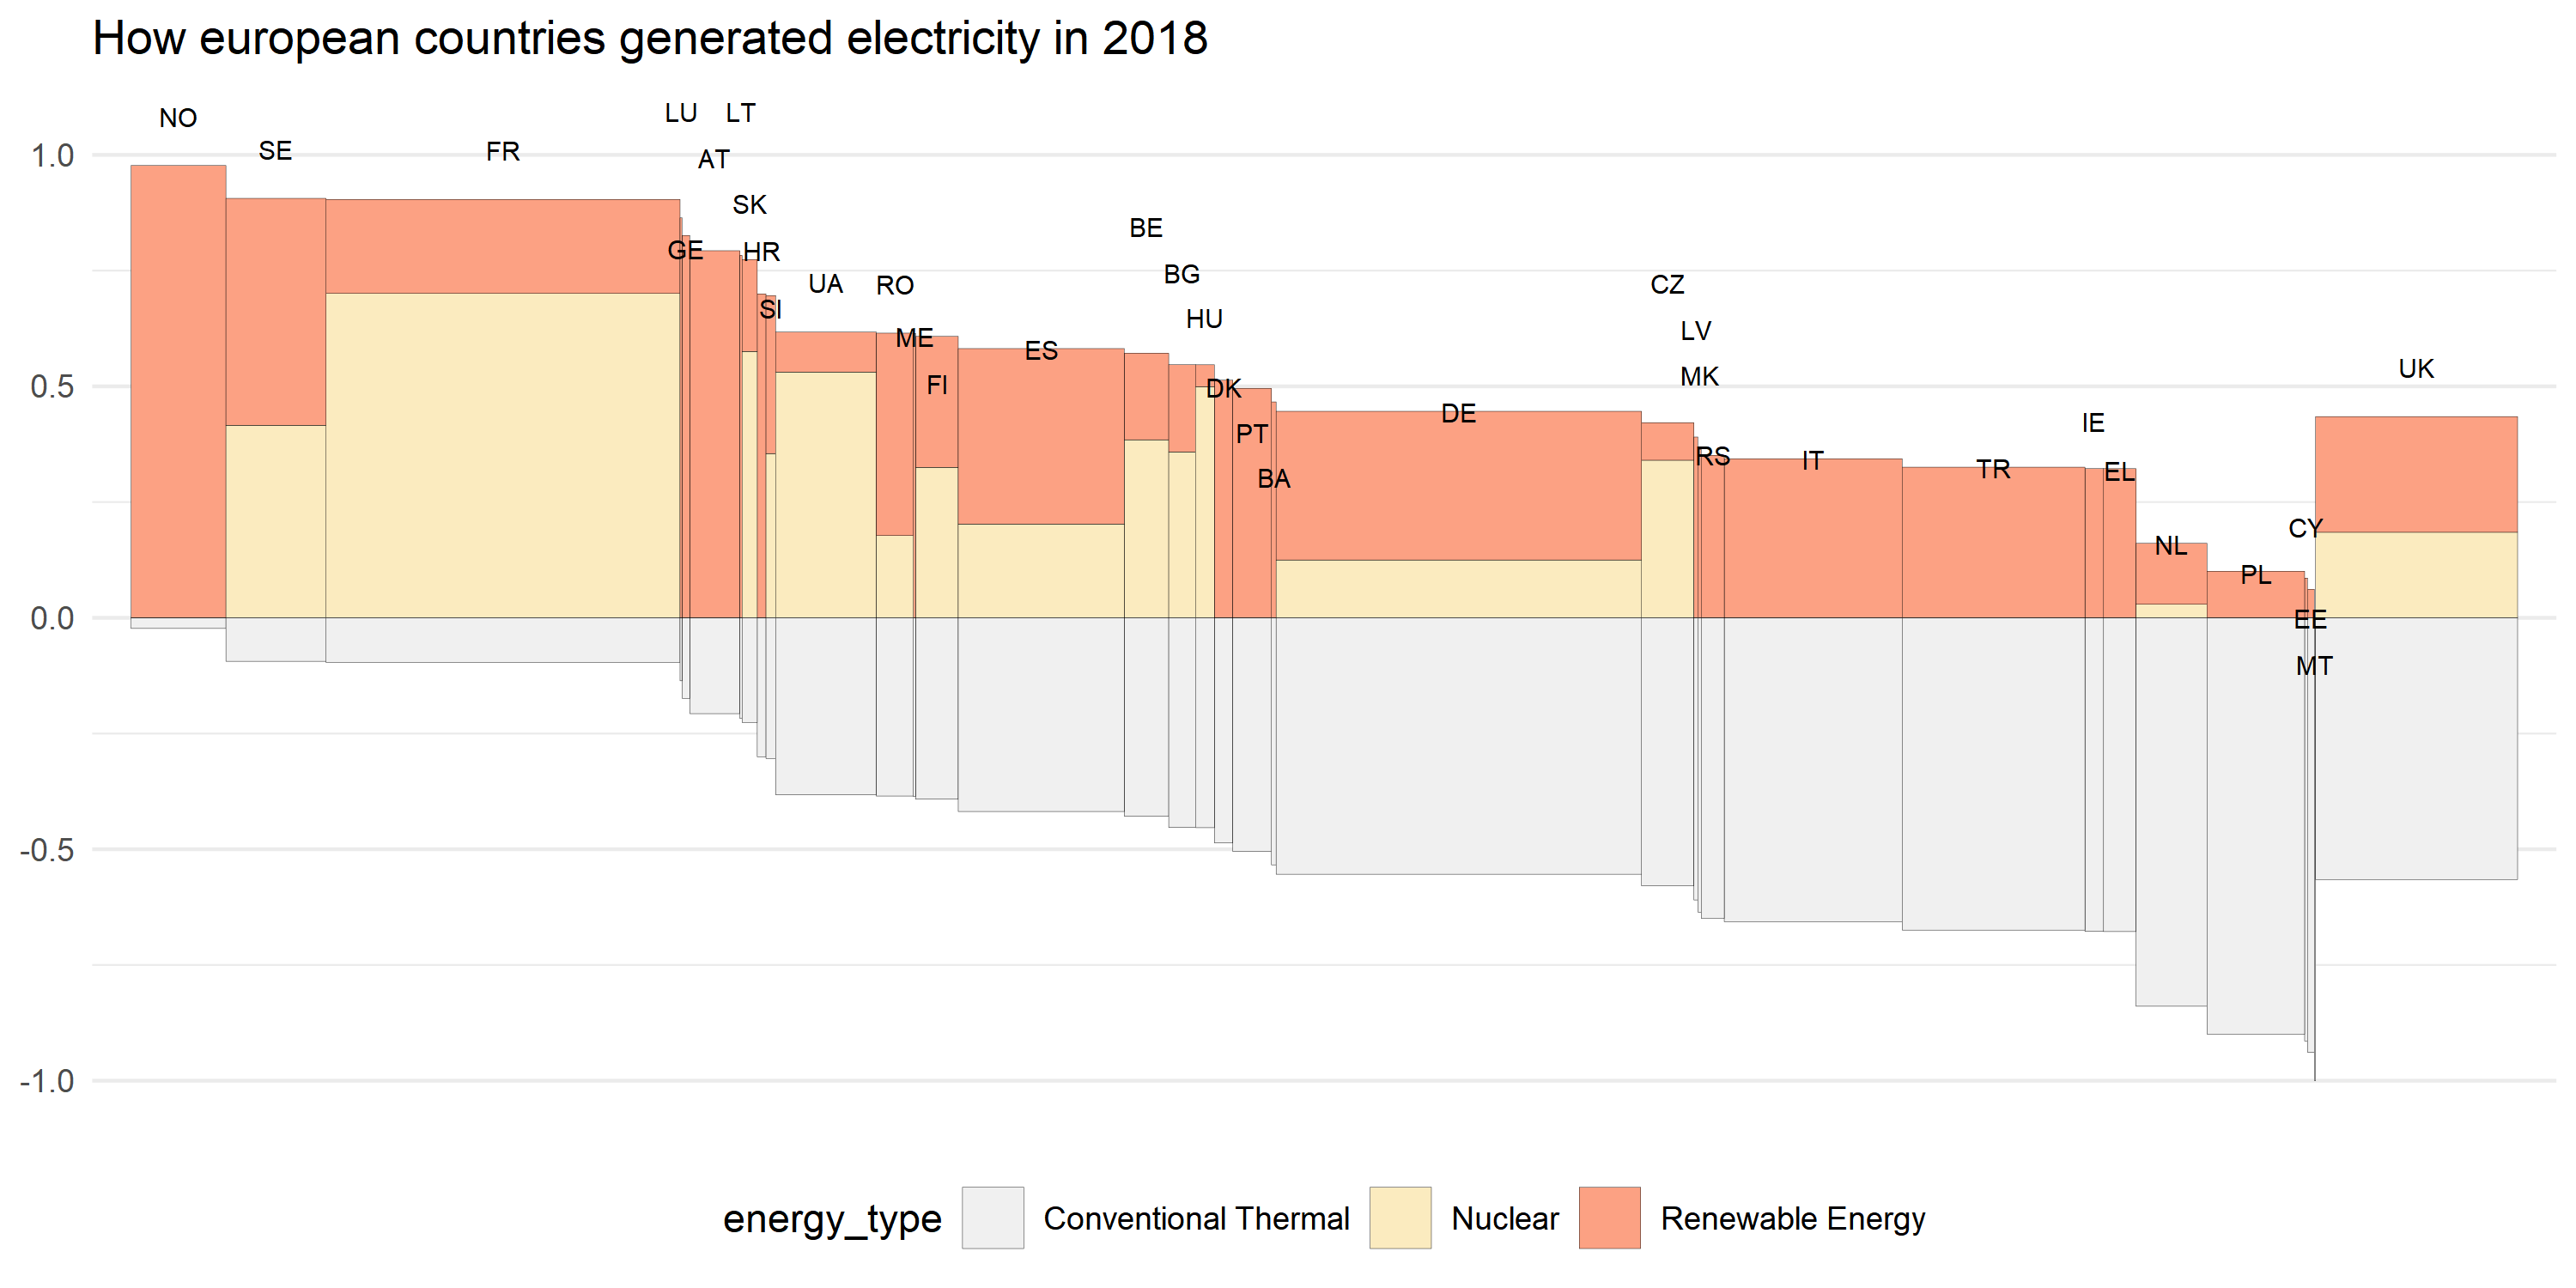 How european countries generated electricity in 2018
NO
SE
FR
LU
LT
AT
SK
GE
HR
SI
UA
RO
ME
FI
ES
BE
BG
HU
DK
PT
BA
DE
CZ
LV
MK
RS
IT
TR
IE
EL
NL
PL
CY
EE
MT
UK
1.0
0.5
0.0
-0.5
-1.0
energy_type Conventional Thermal Nuclear Renewable Energy